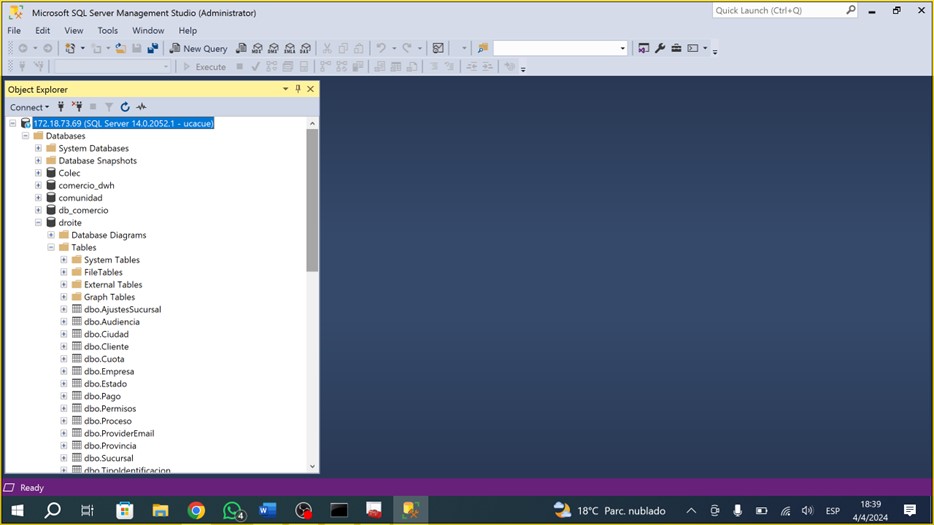 Microsoft SQL Server Management Studio (Administrator)
Quick Launch (Ctrl+Q)
File Edit View Tools Window Help
New Query MDX DMX XMLA DAX
Execute
Object Explorer
Connect
172.18.73.69 (SQL Server 14.0.2052.1 - ucacue)
Databases
System Databases
Database Snapshots
Colec
comercio_dwh
comunidad
db_comercio
droite
Database Diagrams
Tables
System Tables
FileTables
External Tables
Graph Tables
dbo.AjustesSucursal
dbo.Audiencia
dbo.Ciudad
dbo.Cliente
dbo.Cuota
dbo.Empresa
dbo.Estado
dbo.Pago
dbo.Permisos
dbo.Proceso
dbo.ProviderEmail
dbo.Provincia
dbo.Sucursal
dbo.TipoIdentificacion
Ready
4
18°C Parc. nublado
ESP
18:39
4/4/2024